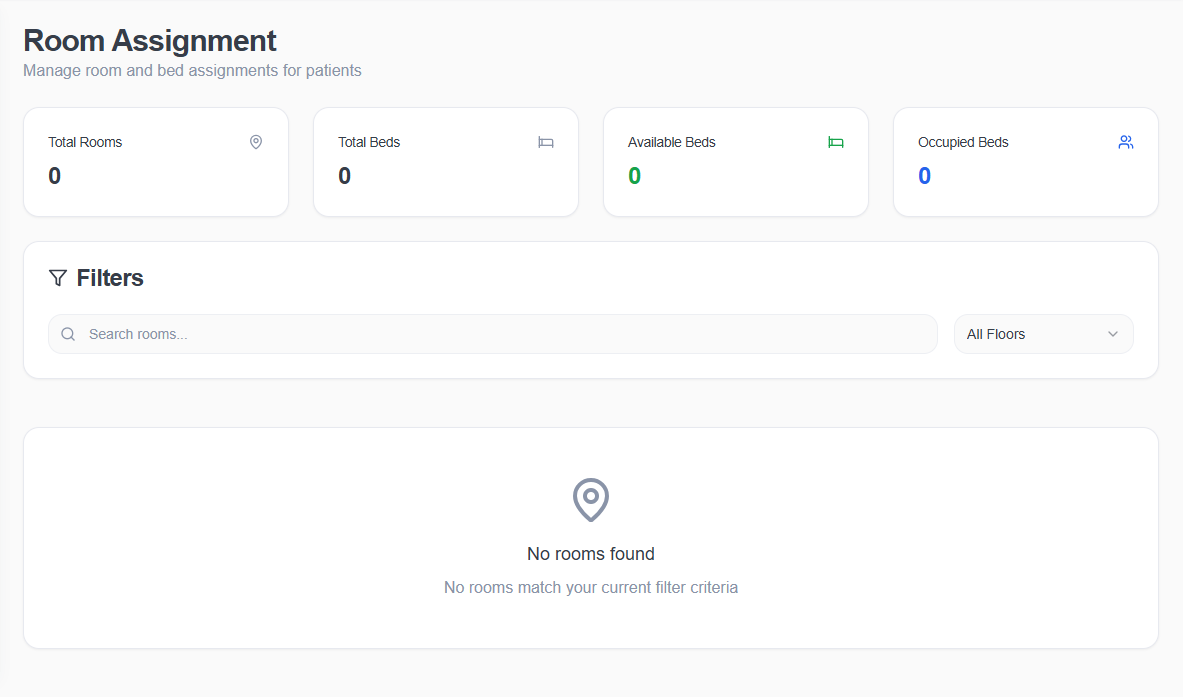 Room Assignment
Manage room and bed assignments for patients
Total Rooms
0
Total Beds
0
Available Beds
0
Occupied Beds
0
Filters
Search rooms...
All Floors
No rooms found
No rooms match your current filter criteria